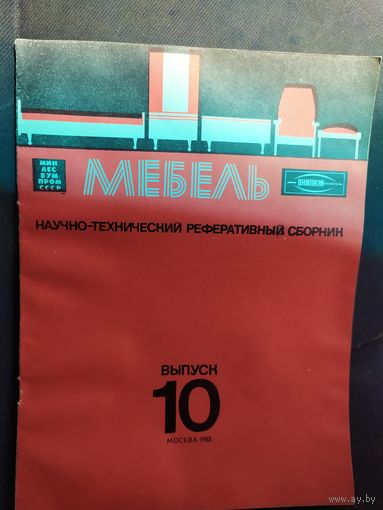 МИН
ЛЕС
БУМ
ПРОМ
СССР
МЕБЕЛЬ
ВНИПИЭИ
НАУЧНО-ТЕХНИЧЕСКИЙ РЕФЕРАТИВНЫЙ СБОРНИК
ВЫПУСК
10
МОСКВА 1983
www.ay.by